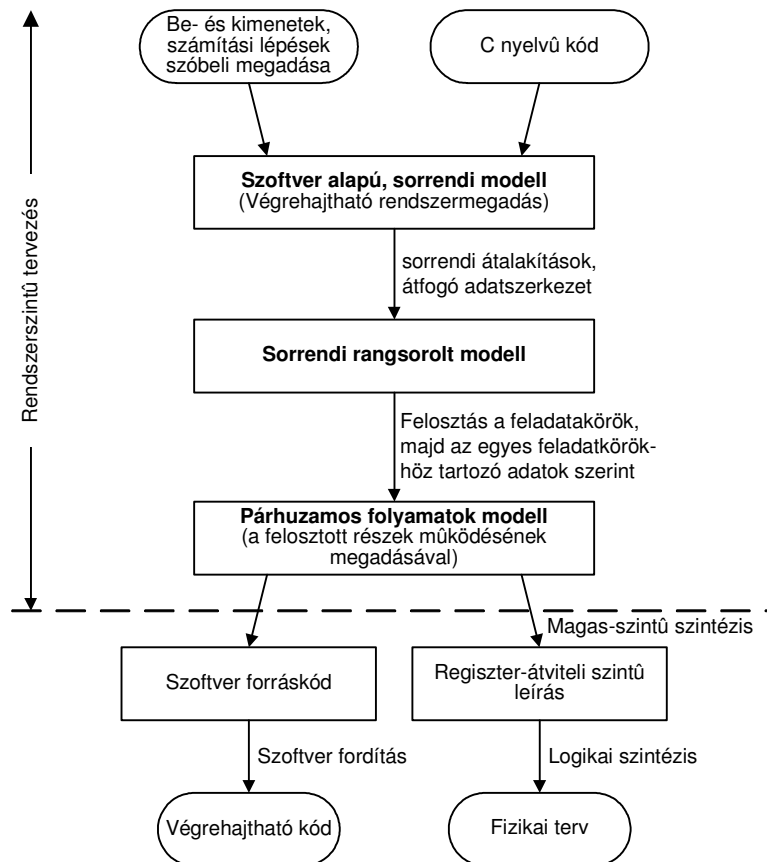 Be- és kimenetek,
számítási lépések
szóbeli megadása
C nyelvû kód
Rendszerszintû tervezés
Szoftver alapú, sorrendi modell
(Végrehajtható rendszermegadás)
sorrendi átalakítások,
átfogó adatszerkezet
Sorrendi rangsorolt modell
Felosztás a feladatakörök,
majd az egyes feladatkörök-
höz tartozó adatok szerint
Párhuzamos folyamatok modell
(a felosztott részek mûködésének
megadásával)
Magas-szintû szintézis
Szoftver forráskód
Regiszter-átviteli szintû
leírás
Szoftver fordítás
Logikai szintézis
Végrehajtható kód
Fizikai terv